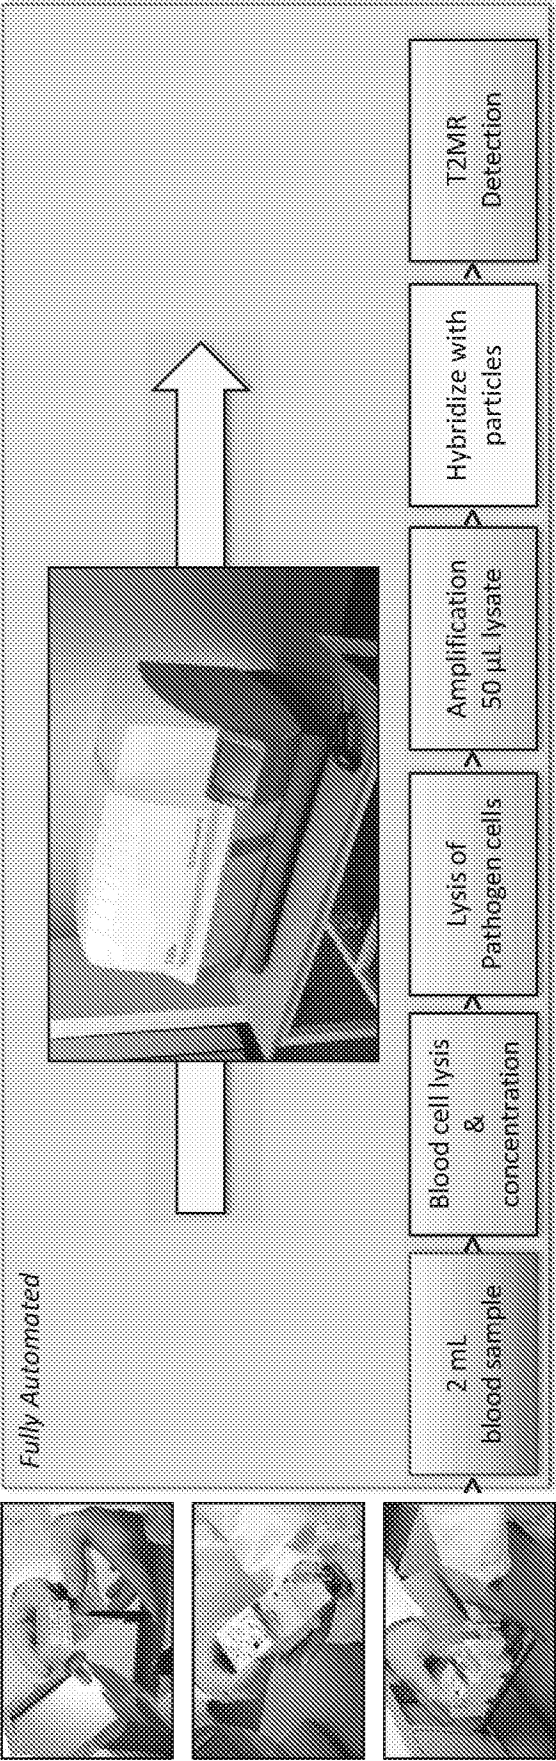 Fully Automated
2 mL
blood sample
Blood cell lysis
&
concentration
Lysis of
Pathogen cells
Amplification
50 µL lysate
Hybridize with
particles
T2MR
Detection